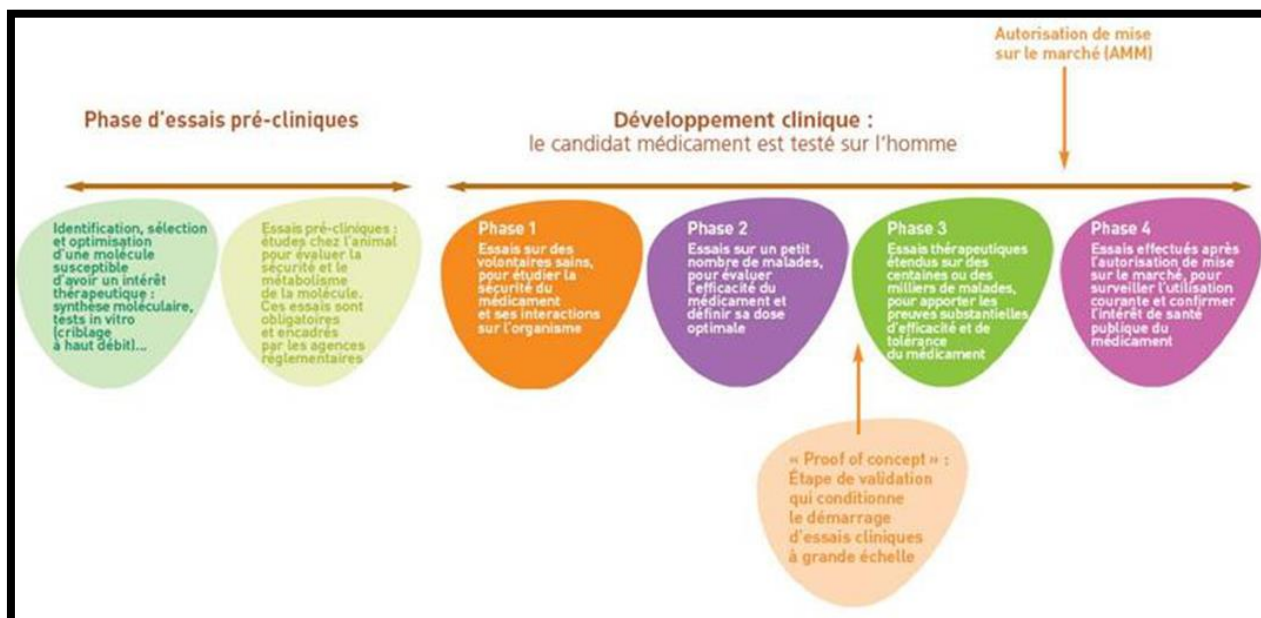 Autorisation de mise
sur le marché (AMM)
Phase d'essais pré-cliniques
Développement clinique :
le candidat médicament est testé sur l'homme
Identification, sélection
et optimisation
d'une molécule
susceptible
d'avoir un intérêt
thérapeutique :
synthèse moléculaire,
tests in vitro
(criblage
à haut débit)...
Essais pré-cliniques :
études chez l'animal
pour évaluer la
sécurité et le
métabolisme
de la molécule.
Ces essais sont
obligatoires
et encadrés
par les agences
réglementaires
Phase 1
Essais sur des
volontaires sains,
pour étudier la
sécurité du
médicament
et ses interactions
sur l'organisme
Phase 2
Essais sur un petit
nombre de malades,
pour évaluer
l'efficacité du
médicament et
définir sa dose
optimale
Phase 3
Essais thérapeutiques
étendus sur des
centaines ou des
milliers de malades,
pour apporter les
preuves substantielles
d'efficacité et de
tolérance
du médicament
Phase 4
Essais effectués après
l'autorisation de mise
sur le marché, pour
surveiller l'utilisation
courante et confirmer
l'intérêt de santé
publique du
médicament
« Proof of concept » :
Étape de validation
qui conditionne
le démarrage
d'essais cliniques
à grande échelle